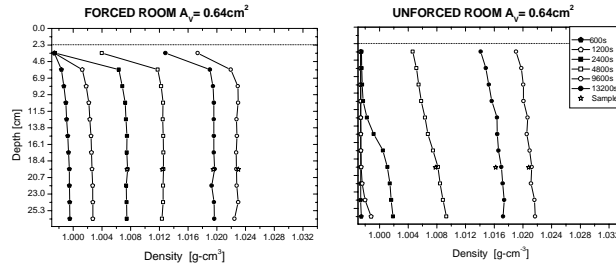 FORCED ROOM Av = 0.64cm2
UNFORCED ROOM Av = 0.64cm2
Depth [cm]
0.0
2.3
4.6
6.9
9.2
11.5
13.8
16.1
18.4
20.7
23.0
25.3
1.000 1.004 1.008 1.012 1.016 1.020 1.024 1.028 1.032
Density [g-cm3]
1.000 1.004 1.008 1.012 1.016 1.020 1.024 1.028 1.032
Density [g-cm-3]
600s
1200s
2400s
4800s
9600s
13200s
Sample